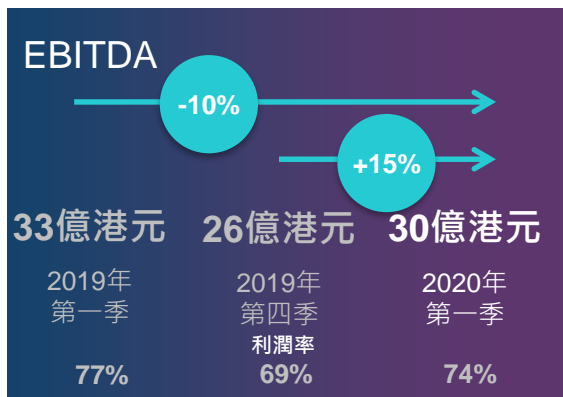 EBITDA
-10%
+15%
33億港元 26億港元 30億港元
2019年 2019年 2020年
第一季 第四季 第一季
利潤率
77% 69% 74%